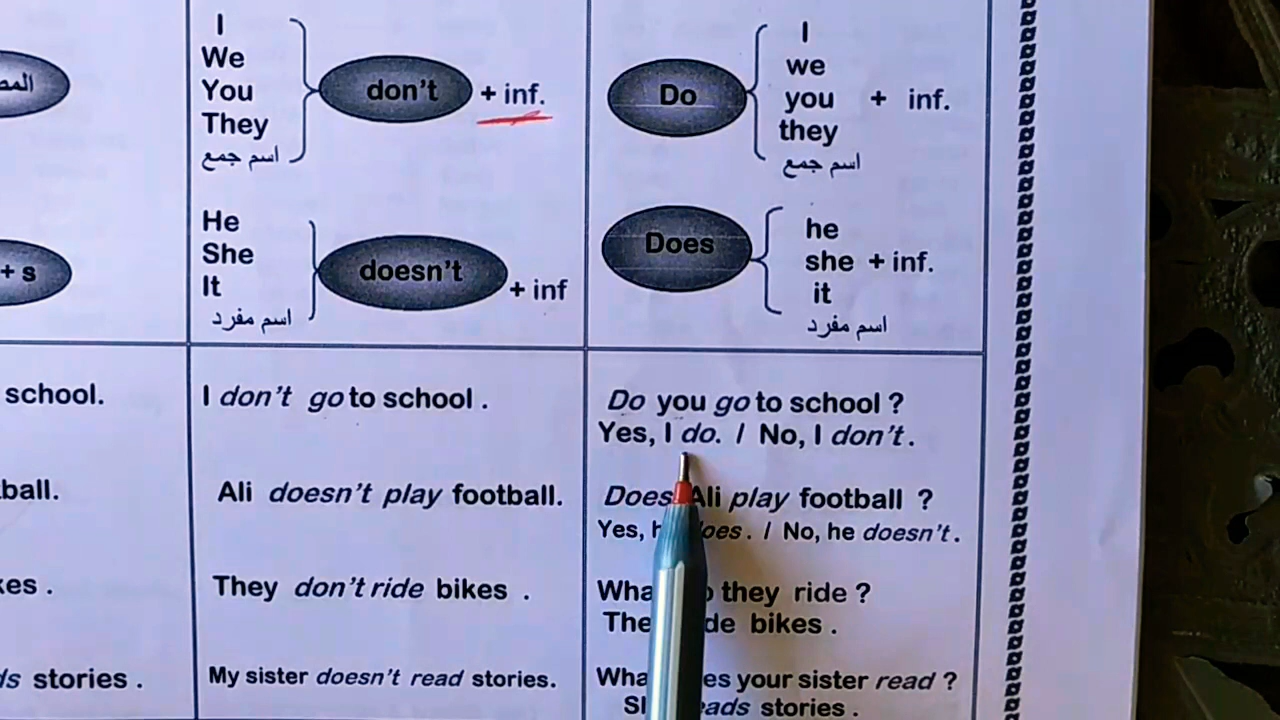 I
We
You
They
اسم جمع
don't + inf.
Do
I
we
you + inf.
they
اسم جمع
+ s
He
She
It
اسم مفرد
doesn't + inf
Does
he
she + inf.
it
اسم مفرد
school.
I don't go to school .
Do you go to school ?
Yes, I do. / No, I don't .
Ali doesn't play football.
Does Ali play football ?
Yes, / No, he doesn't .
They don't ride bikes .
they ride ?
bikes .
stories .
My sister doesn't read stories.
your sister read ?
stories .